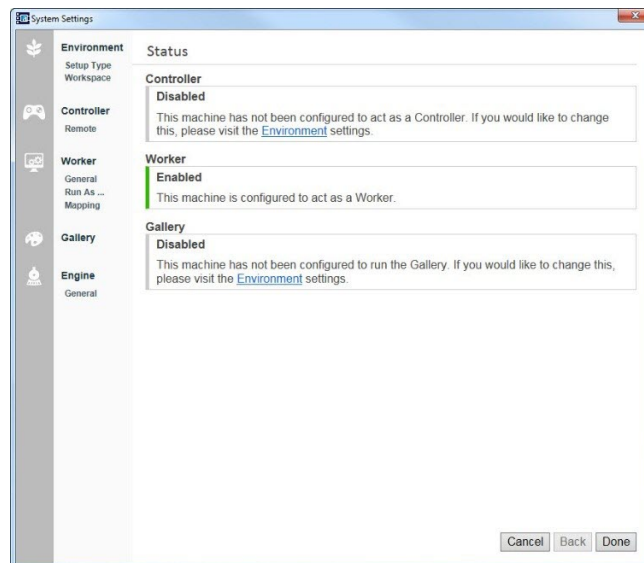 System Settings
Environment
Setup Type
Workspace
Controller
Remote
Worker
General
Run As ...
Mapping
Gallery
Engine
General
Status
Controller
Disabled
This machine has not been configured to act as a Controller. If you would like to change
this, please visit the Environment settings.
Worker
Enabled
This machine is configured to act as a Worker.
Gallery
Disabled
This machine has not been configured to run the Gallery. If you would like to change this,
please visit the Environment settings.
Cancel Back Done